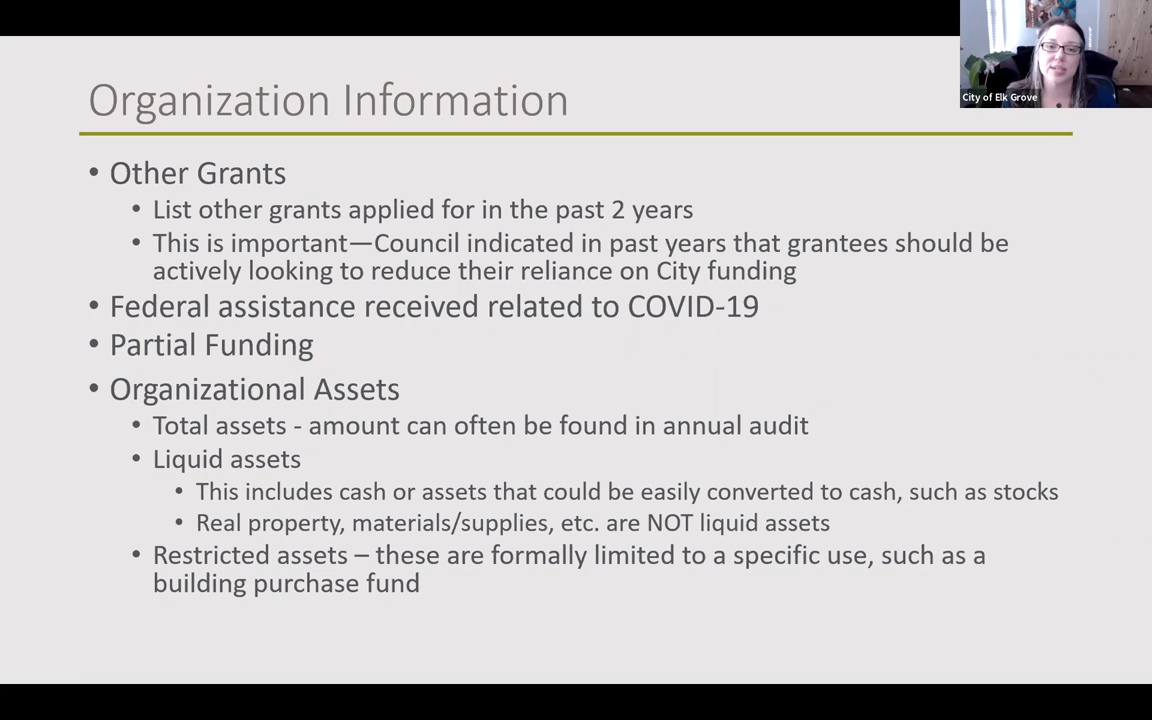 City of Elk Grove
Organization Information
• Other Grants
• List other grants applied for in the past 2 years
• This is important—Council indicated in past years that grantees should be
actively looking to reduce their reliance on City funding
• Federal assistance received related to COVID-19
• Partial Funding
• Organizational Assets
• Total assets - amount can often be found in annual audit
• Liquid assets
• This includes cash or assets that could be easily converted to cash, such as stocks
• Real property, materials/supplies, etc. are NOT liquid assets
• Restricted assets – these are formally limited to a specific use, such as a
building purchase fund